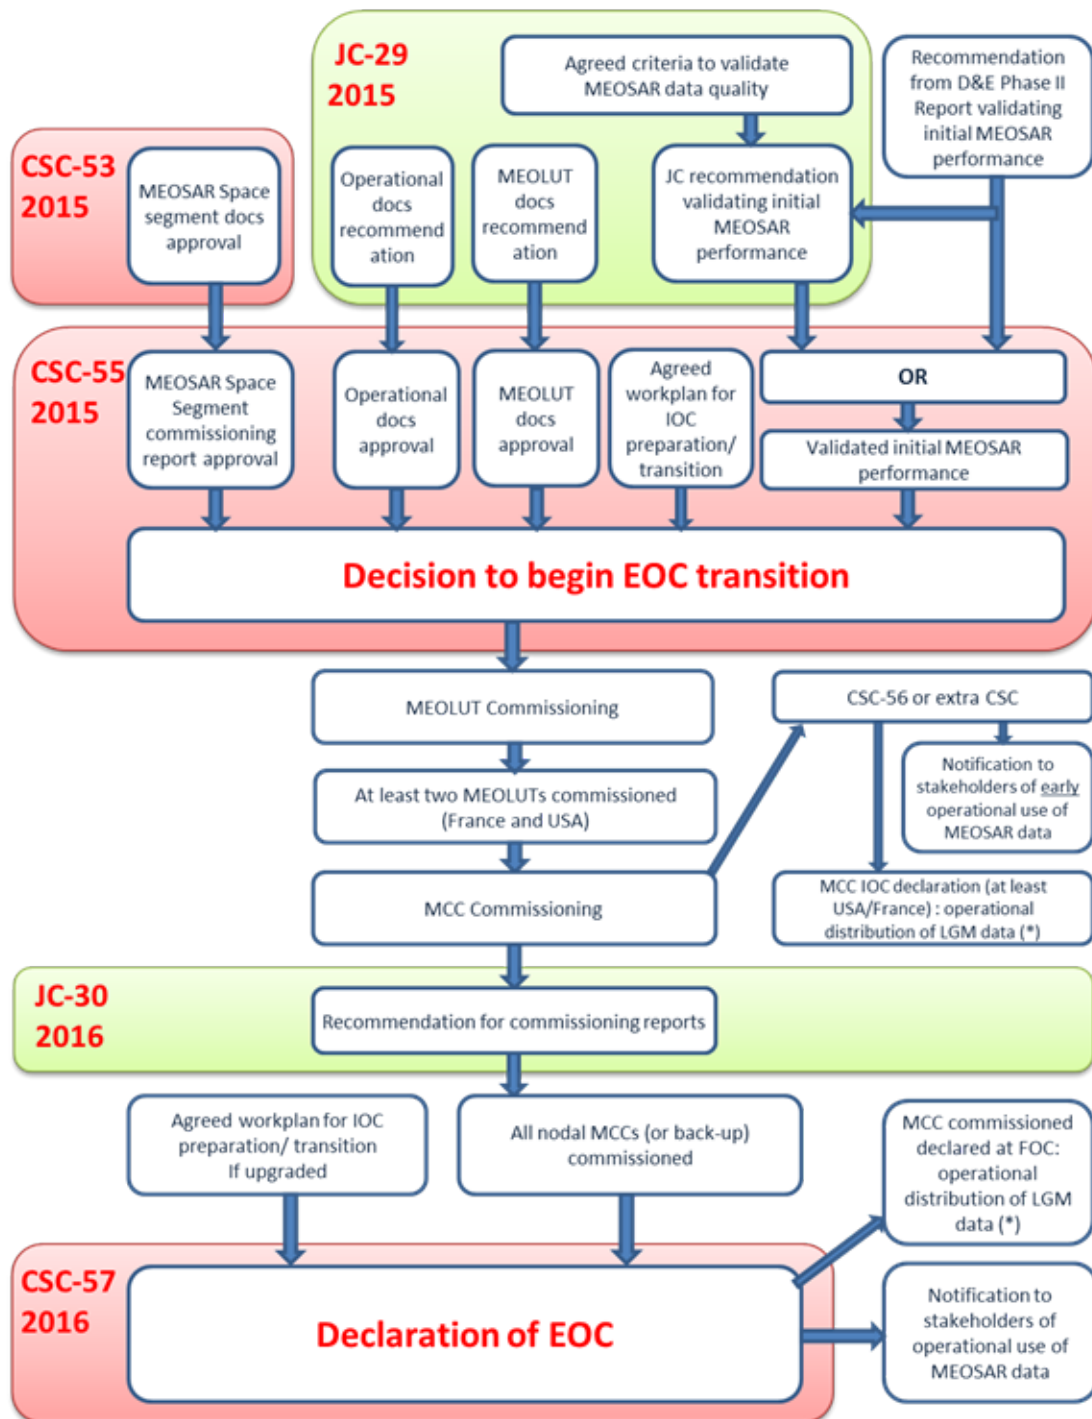 JC-29
2015
Agreed criteria to validate
MEOSAR data quality
Recommendation
from D&E Phase II
Report validating
initial MEOSAR
performance
CSC-53
2015
MEOSAR Space
segment docs
approval
Operational
docs
recommend
ation
MEOLUT
docs
recommend
ation
JC recommendation
validating initial
MEOSAR
performance
CSC-55
2015
MEOSAR Space
Segment
commissioning
report approval
Operational
docs
approval
MEOLUT
docs
approval
Agreed
workplan for
IOC
preparation/
transition
OR
Validated initial MEOSAR
performance
Decision to begin EOC transition
MEOLUT Commissioning
CSC-56 or extra CSC
At least two MEOLUTs commissioned
(France and USA)
Notification to
stakeholders of early
operational use of
MEOSAR data
MCC Commissioning
MCC IOC declaration (at least
USA/France) : operational
distribution of LGM data (*)
JC-30
2016
Recommendation for commissioning reports
Agreed workplan for IOC
preparation/ transition
If upgraded
All nodal MCCs (or back-up)
commissioned
MCC commissioned
declared at FOC:
operational
distribution of LGM
data (*)
CSC-57
2016
Declaration of EOC
Notification to
stakeholders of
operational use of
MEOSAR data